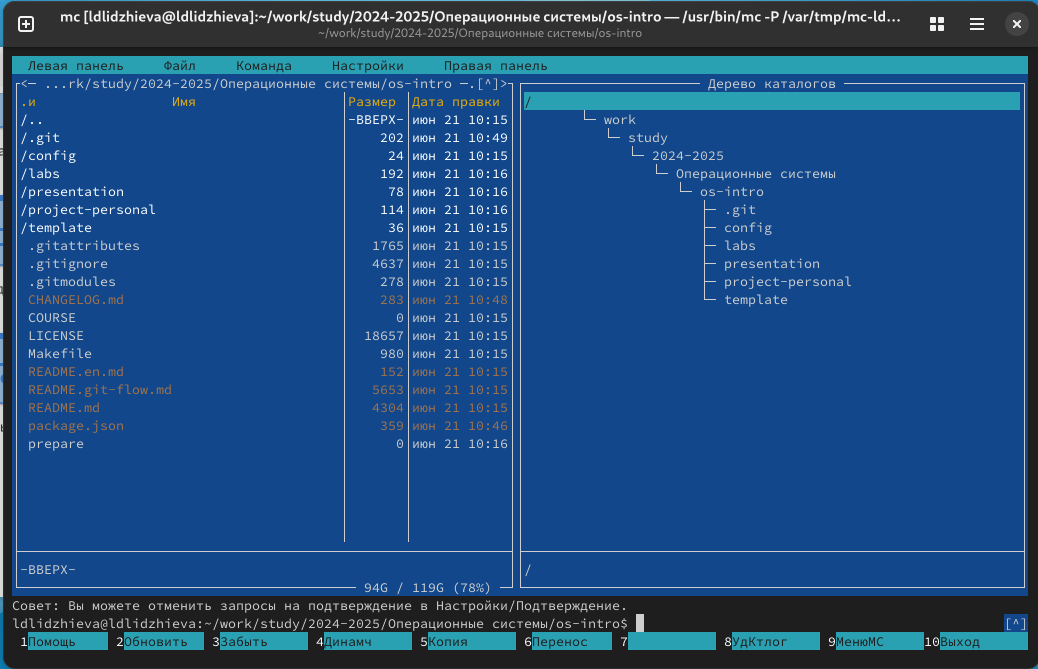 mc [ldlidzhieva@ldlidzhieva]:~/work/study/2024-2025/Операционные системы/os-intro — /usr/bin/mc -P /var/tmp/mc-ld…
~/work/study/2024-2025/Операционные системы/os-intro
Левая панель Файл Команда Настройки Правая панель
<— ...rk/study/2024-2025/Операционные системы/os-intro —.[^]> Дерево каталогов
.и Имя Размер Дата правки /
/.. -ВВЕРХ- июн 21 10:15 work
/.git 202 июн 21 10:49 study
/config 24 июн 21 10:15 2024-2025
/labs 192 июн 21 10:16 Операционные системы
/presentation 78 июн 21 10:16 os-intro
/project-personal 114 июн 21 10:16 .git
/template 36 июн 21 10:15 config
.gitattributes 1765 июн 21 10:15 labs
.gitignore 4637 июн 21 10:15 presentation
.gitmodules 278 июн 21 10:15 project-personal
CHANGELOG.md 283 июн 21 10:48 template
COURSE 0 июн 21 10:15
LICENSE 18657 июн 21 10:15
Makefile 980 июн 21 10:15
README.en.md 152 июн 21 10:15
README.git-flow.md 5653 июн 21 10:15
README.md 4304 июн 21 10:15
package.json 359 июн 21 10:46
prepare 0 июн 21 10:16
-ВВЕРХ- /
94G / 119G (78%)
Совет: Вы можете отменить запросы на подтверждение в Настройки/Подтверждение.
ldlidzhieva@ldlidzhieva:~/work/study/2024-2025/Операционные системы/os-intro$ [^]
1Помощь 2Обновить 3Забыть 4Динамч 5Копия 6Перенос 7 8УдКтлог 9МенюMC 10Выход